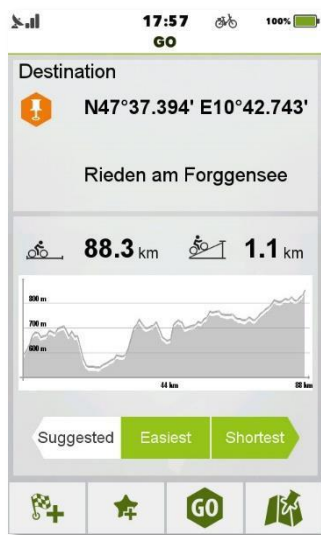 17:57 100%
GO
Destination
N47°37.394' E10°42.743'
Rieden am Forggensee
88.3 km 1.1 km
800 m
700 m
600 m
44 km 88 km
Suggested Easiest Shortest
GO